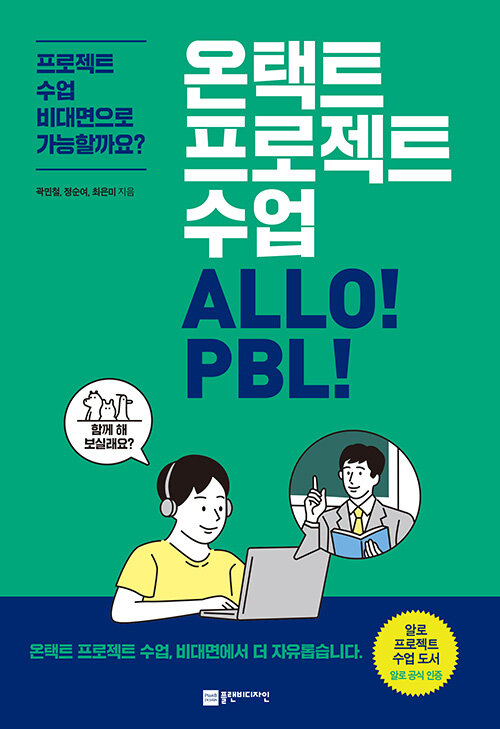 프로젝트
수업
비대면으로
가능할까요?
곽민철, 정순여, 최은미 지음
온택트
프로젝트
수업
ALLO!
PBL!
함께 해
보실래요?
온택트 프로젝트 수업, 비대면에서 더 자유롭습니다.
알로
프로젝트
수업 도서
알로 공식 인증
PlanB
DESIGN
플랜비디자인